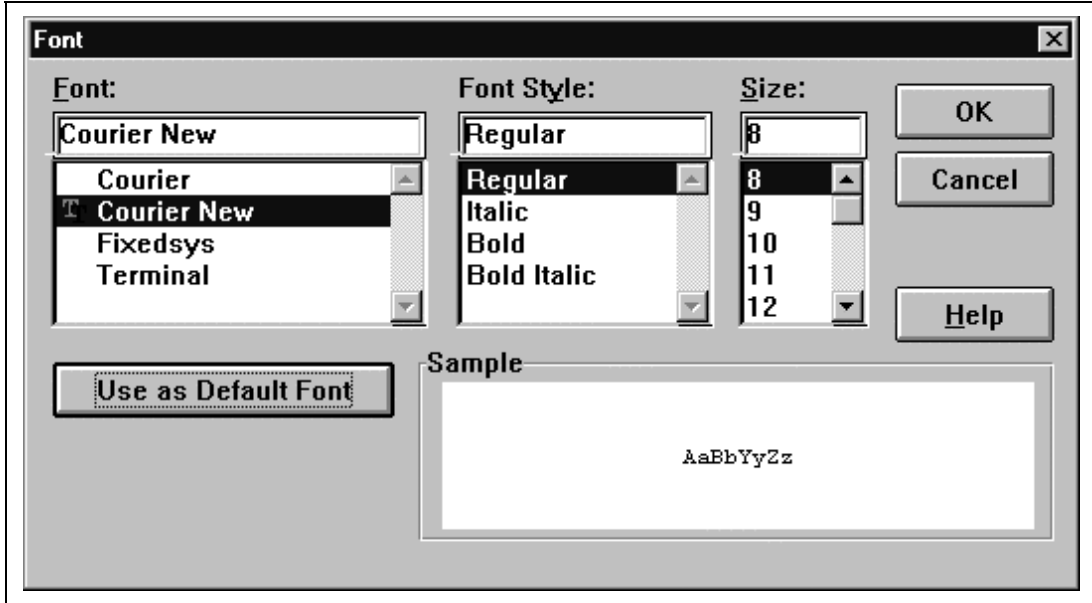 Font
Font:
Courier New
Courier
Courier New
Fixedsys
Terminal
Font Style:
Regular
Regular
Italic
Bold
Bold Italic
Size:
8
8
9
10
11
12
OK
Cancel
Help
Use as Default Font
Sample
AaBbYyZz